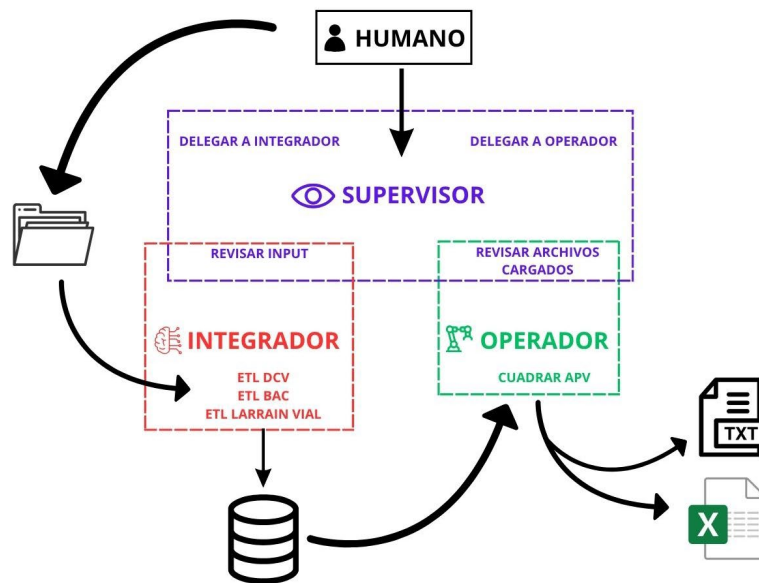 HUMANO
DELEGAR A INTEGRADOR
DELEGAR A OPERADOR
SUPERVISOR
REVISAR INPUT
REVISAR ARCHIVOS
CARGADOS
INTEGRADOR
OPERADOR
ETL DCV
ETL BAC
ETL LARRAIN VIAL
CUADRAR APV
TXT
X